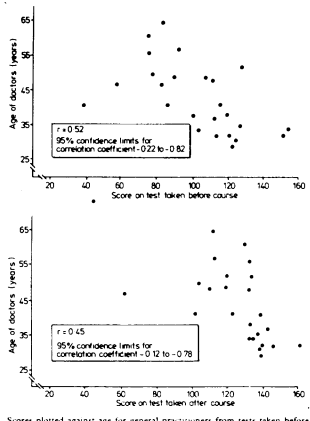 65
55
45
35
25
Age of doctors (years)
r = 0.52
95% confidence limits for
correlation coefficient - 0.22 to - 0.82
20 40 60 80 100 120 140 160
Score on test taken before course
65
55
45
35
25
Age of doctors (years)
r = 0.45
95% confidence limits for
correlation coefficient - 0.12 to - 0.78
20 40 60 80 100 120 140 160
Score on test taken after course
Scores plotted against age for general practitioners from tests taken before